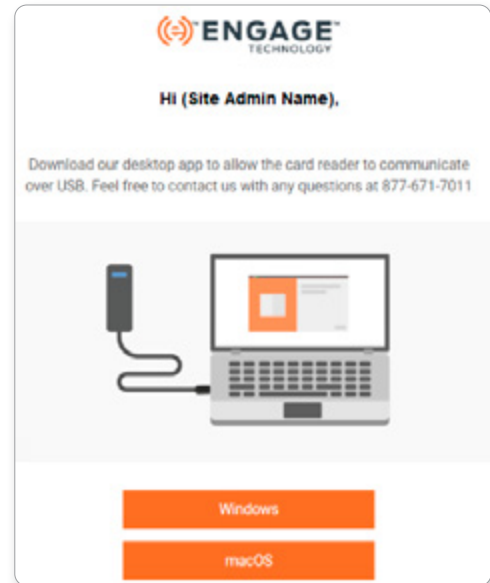 ENGAGE™
TECHNOLOGY
Hi (Site Admin Name),
Download our desktop app to allow the card reader to communicate
over USB. Feel free to contact us with any questions at 877-671-7011
Windows
macOS